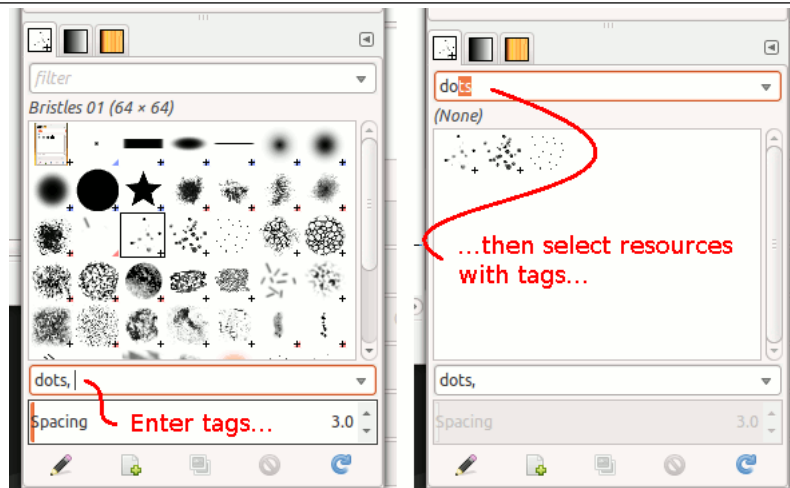 filter
Bristles 01 (64 × 64)
dots,
Enter tags...
Spacing 3.0
dots
(None)
...then select resources
with tags...
dots,
Spacing 3.0